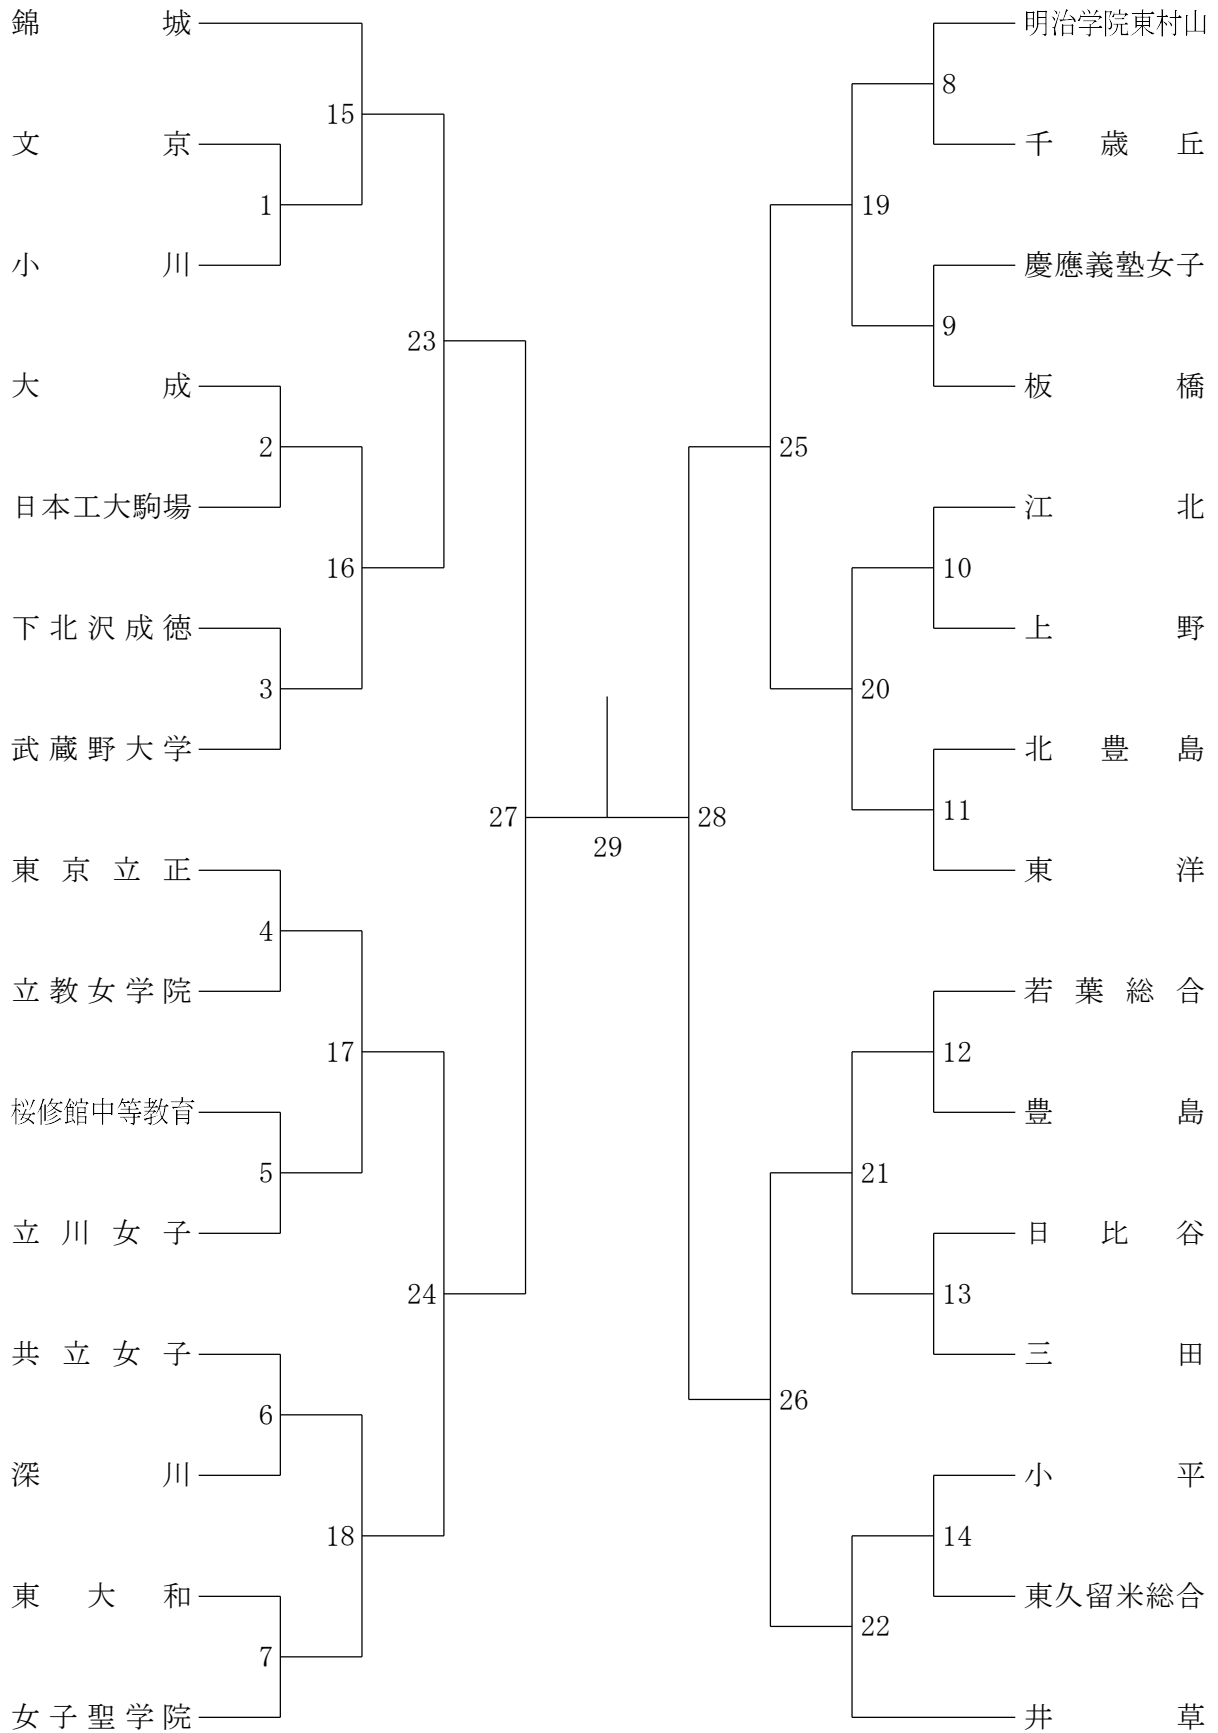 錦城
文京
小川
大成
日本工大駒場
下北沢成徳
武蔵野大学
東京立正
立教女学院
桜修館中等教育
立川女子
共立女子
深川
東大和
女子聖学院
1
2
3
4
5
6
7
15
16
17
18
23
24
27
29
28
25
26
19
20
21
22
8
9
10
11
12
13
14
明治学院東村山
千歳丘
慶應義塾女子
板橋
江北
上野
北豊島
東洋
若葉総合
豊島
日比谷
三田
小平
東久留米総合
井草